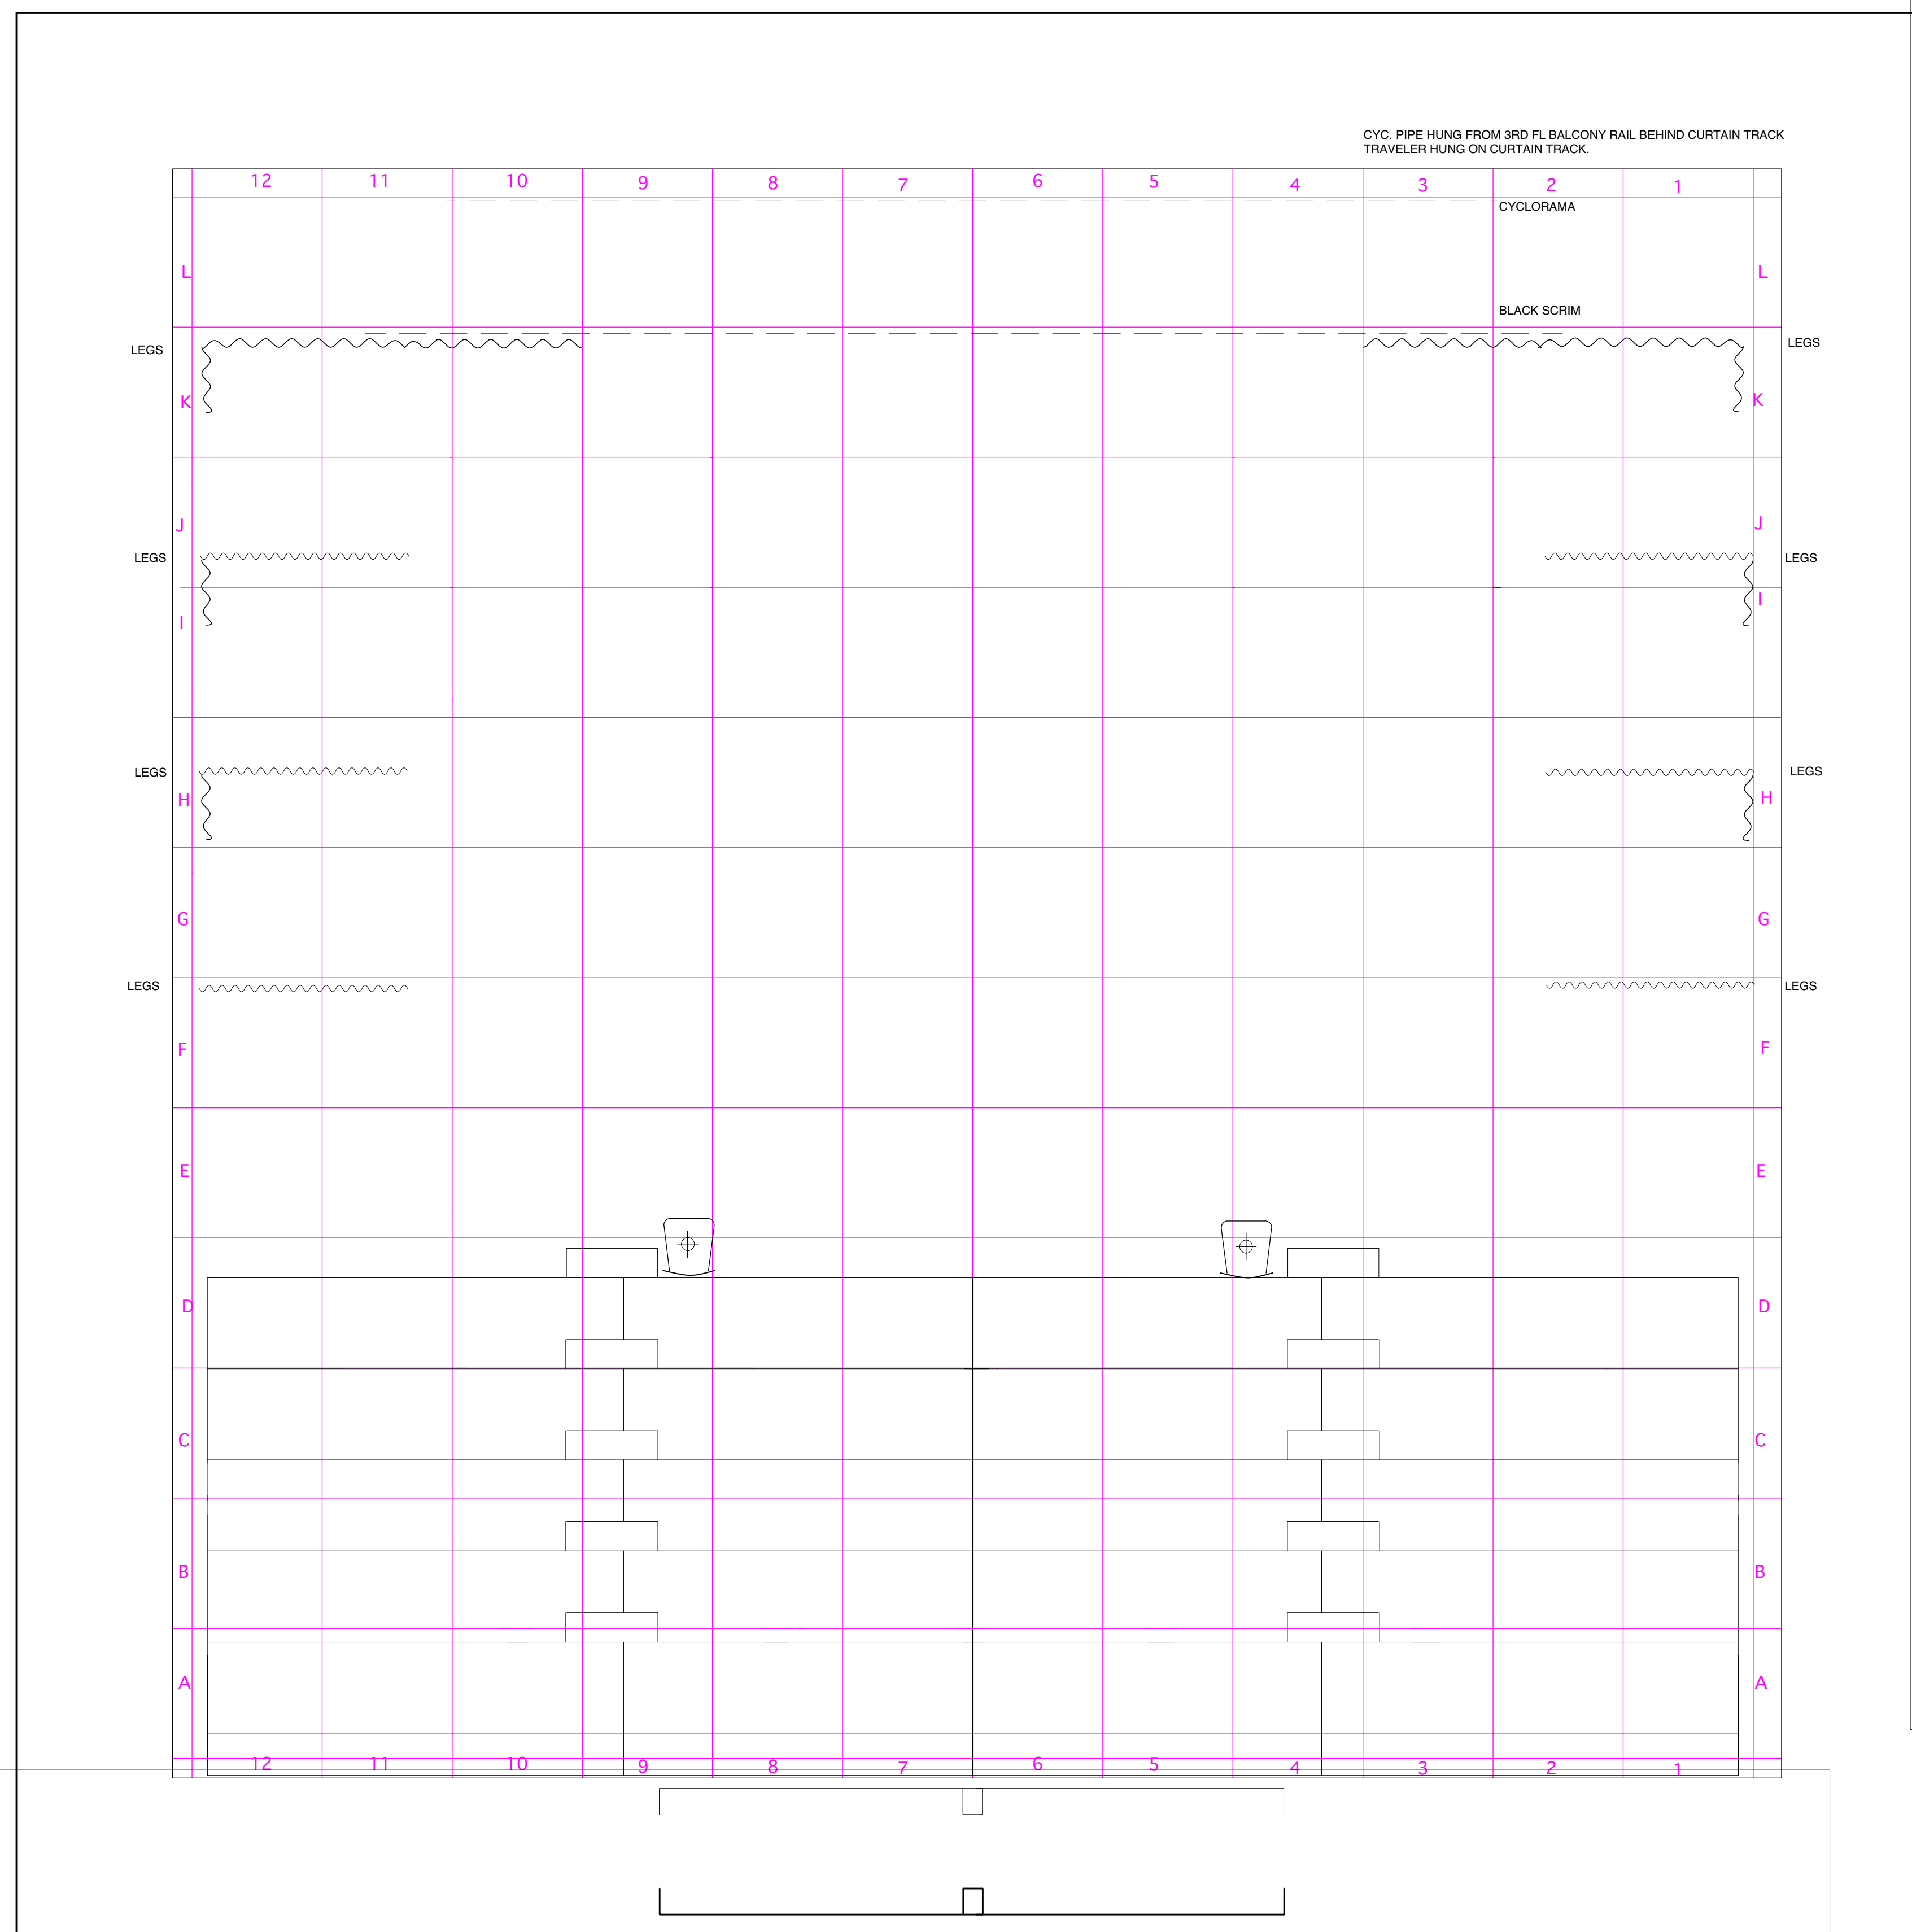 CYC. PIPE HUNG FROM 3RD FL BALCONY RAIL BEHIND CURTAIN TRACK
TRAVELER HUNG ON CURTAIN TRACK.
12 11 10 9 8 7 6 5 4 3 2 1
CYCLORAMA
L L
BLACK SCRIM
LEGS LEGS
K K
J J
LEGS LEGS
I I
LEGS LEGS
H H
G G
LEGS LEGS
F F
E E
D D
C C
B B
A A
12 11 10 9 8 7 6 5 4 3 2 1